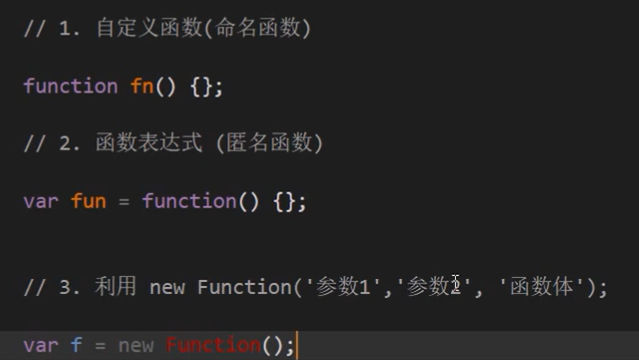 // 1. 自定义函数(命名函数)
function fn() {};
// 2. 函数表达式 (匿名函数)
var fun = function() {};
// 3. 利用 new Function('参数1','参数2', '函数体');
var f = new Function();